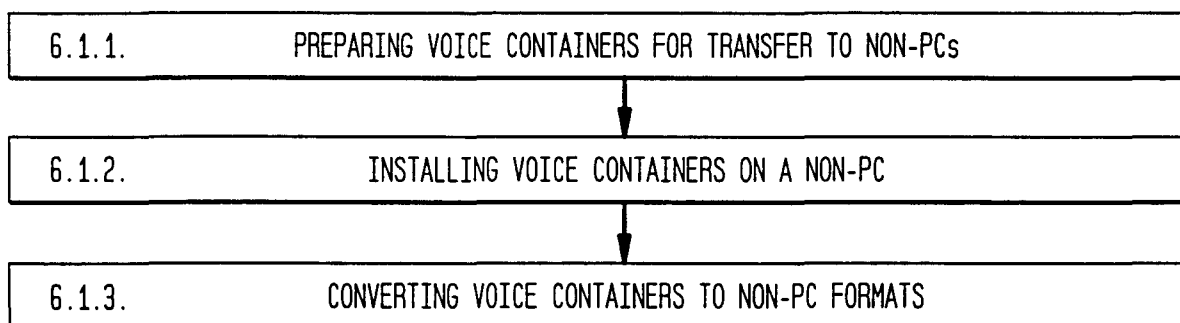 6.1.1. PREPARING VOICE CONTAINERS FOR TRANSFER TO NON-PCs
6.1.2. INSTALLING VOICE CONTAINERS ON A NON-PC
6.1.3. CONVERTING VOICE CONTAINERS TO NON-PC FORMATS